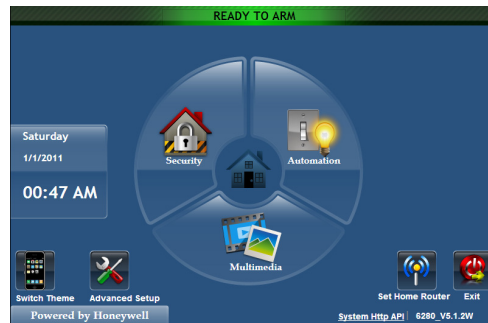 READY TO ARM
Saturday
1/1/2011
00:47 AM
Security
Automation
Multimedia
Switch Theme
Advanced Setup
Set Home Router
Exit
Powered by Honeywell
System Http API
6280_V5.1.2W